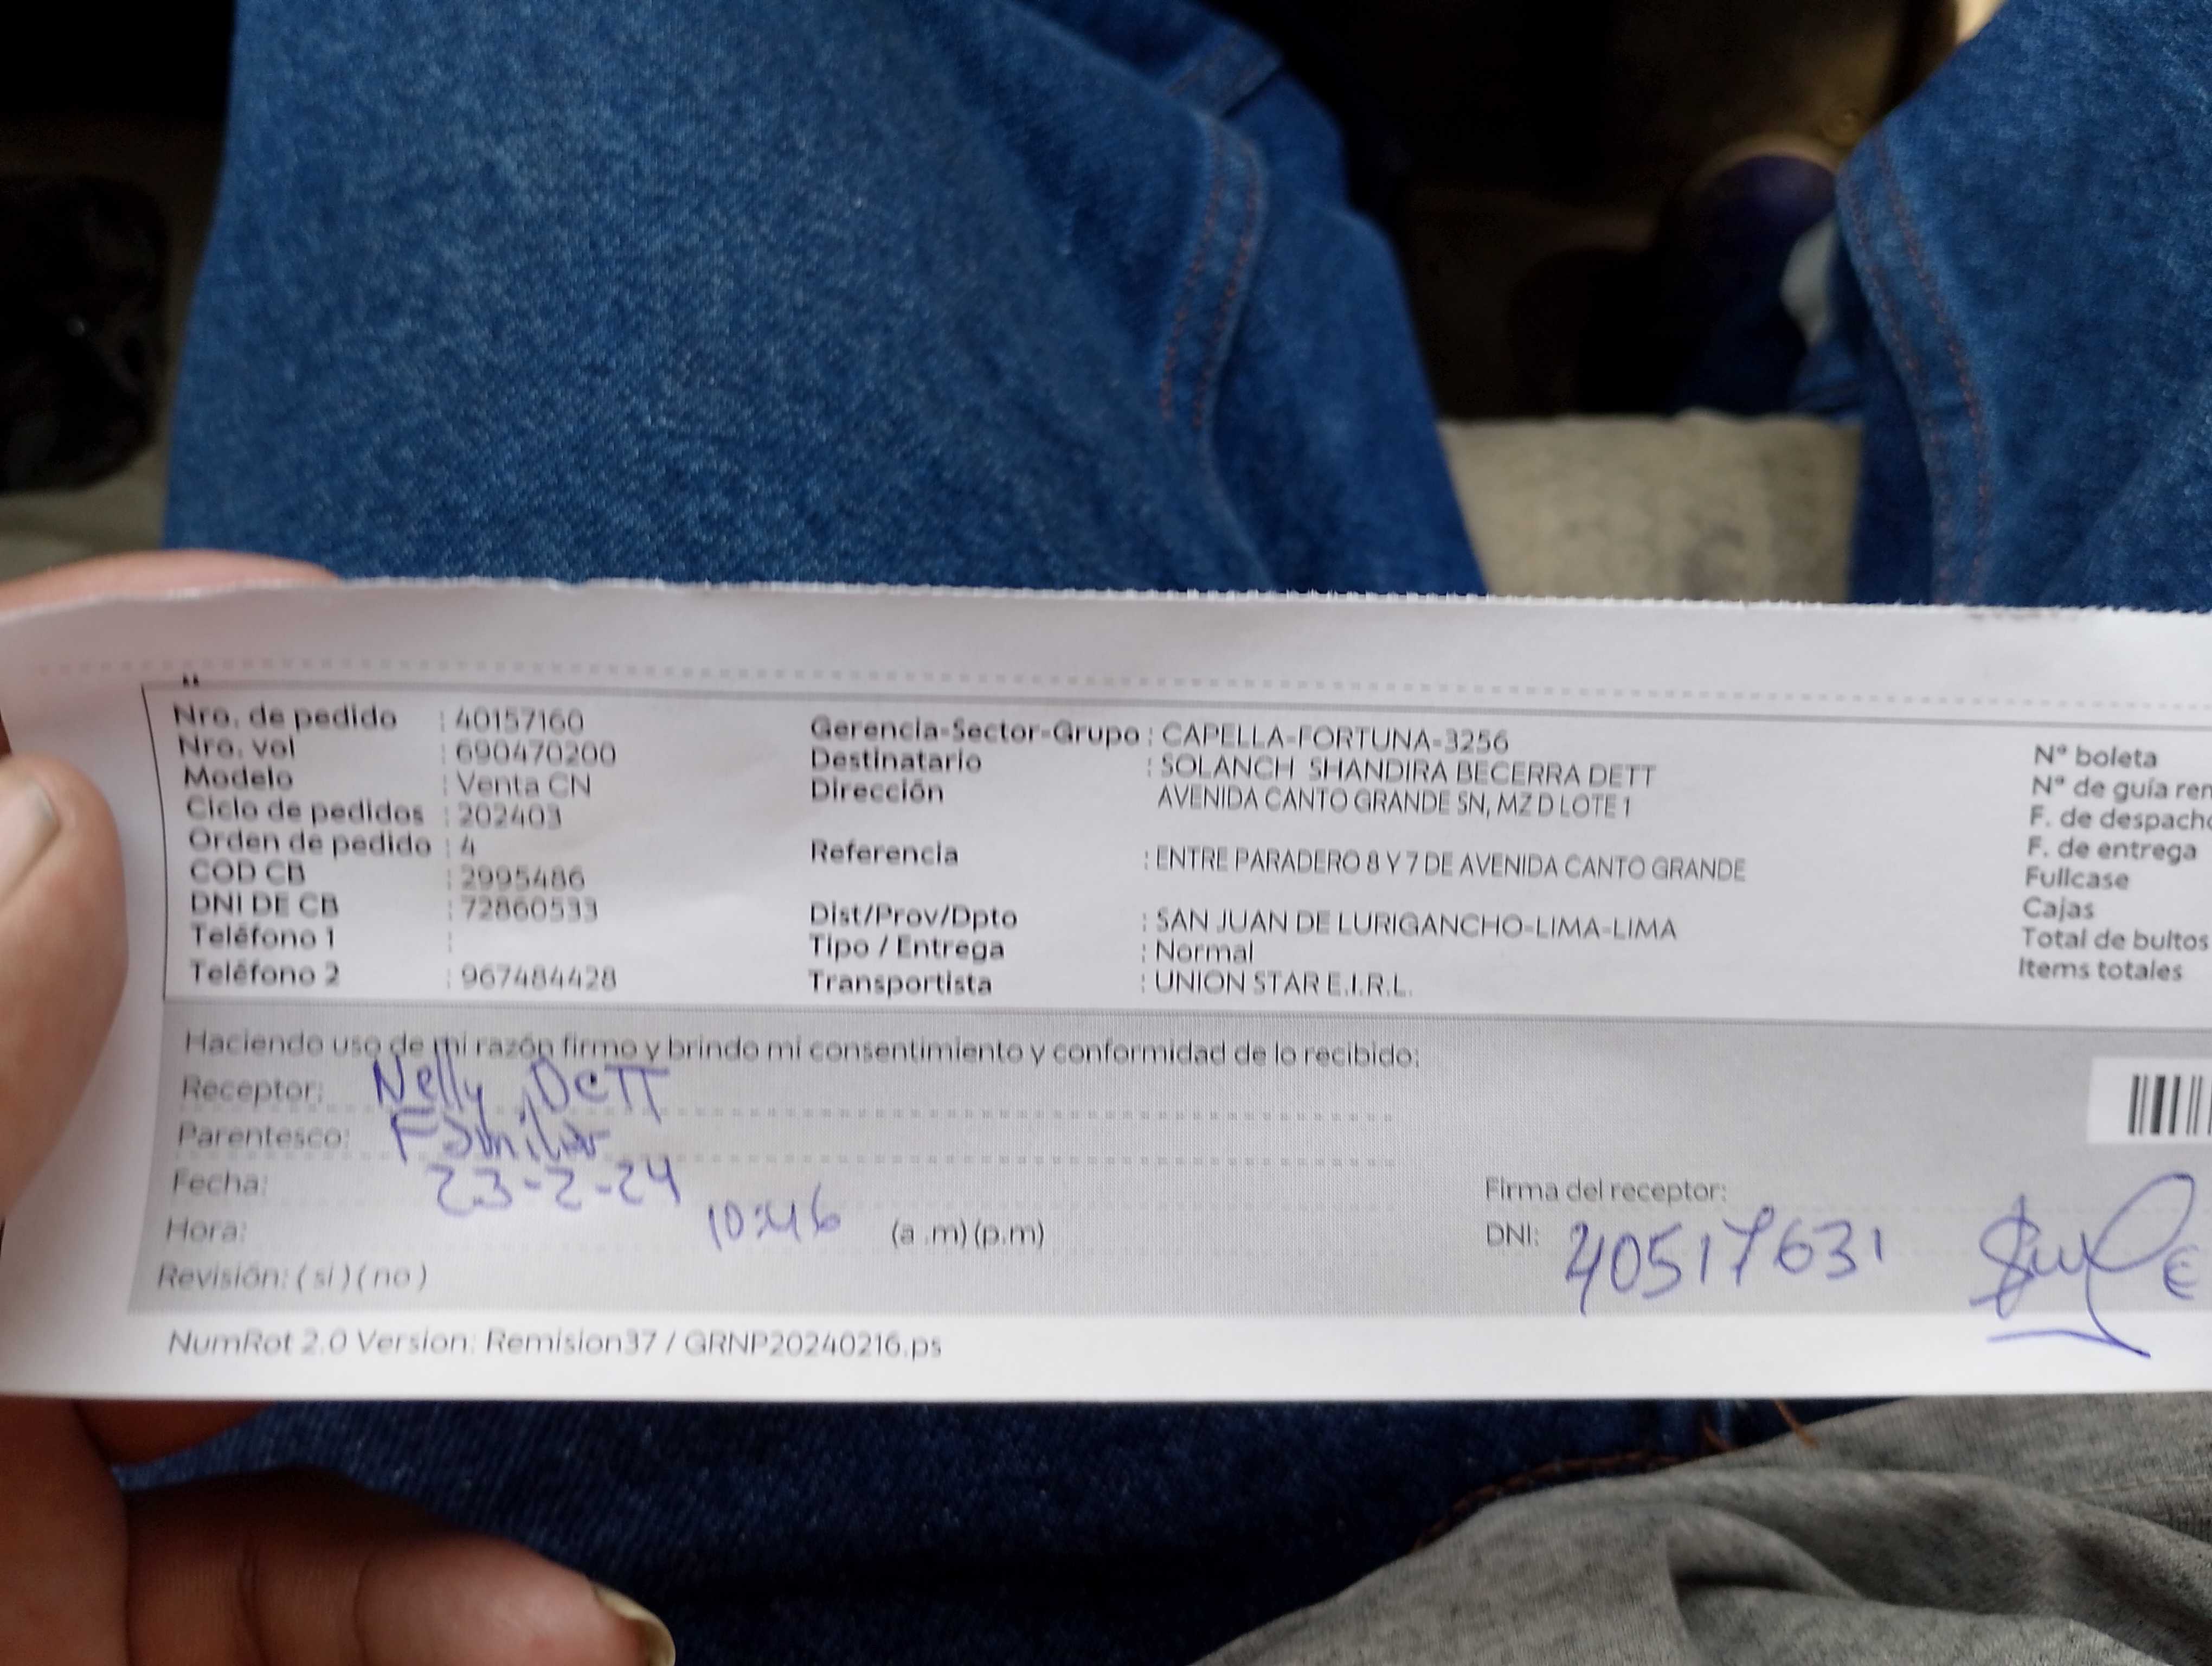 Nro. de pedido : 40157160
Nro. vol : 690470200
Modelo : Venta CN
Ciclo de pedidos : 202403
Orden de pedido : 4
COD CB : 2995486
DNI DE CB : 72860533
Teléfono 1 :
Teléfono 2 : 967484428
Gerencia-Sector-Grupo : CAPELLA-FORTUNA-3256
Destinatario : SOLANCH SHANDIRA BECERRA DETT
Dirección AVENIDA CANTO GRANDE SN, MZ D LOTE 1
Referencia : ENTRE PARADERO 8 Y 7 DE AVENIDA CANTO GRANDE
Dist/Prov/Dpto : SAN JUAN DE LURIGANCHO-LIMA-LIMA
Tipo / Entrega : Normal
Transportista : UNION STAR E.I.R.L.
N° boleta
N° de guía rem
F. de despacho
F. de entrega
Fullcase
Cajas
Total de bultos
Items totales
Haciendo uso de mi razón firmo y brindo mi consentimiento y conformidad de lo recibido:
Receptor: Nelly Dett
Parentesco: Familiar
Fecha: 23-2-24
Hora: 10:46 (a .m) (p.m)
Revisión: ( si ) ( no )
Firma del receptor:
DNI: 40517631
NumRot 2.0 Version: Remision37 / GRNP20240216.ps